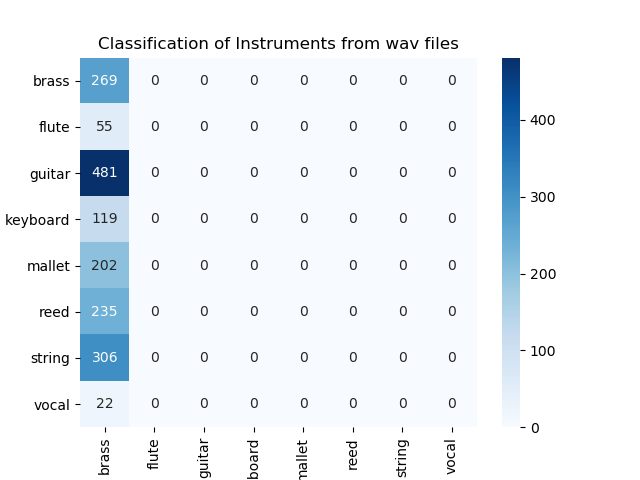 Classification of Instruments from wav files
brass 269 0 0 0 0 0 0 0
flute 55 0 0 0 0 0 0 0
guitar 481 0 0 0 0 0 0 0
keyboard 119 0 0 0 0 0 0 0
mallet 202 0 0 0 0 0 0 0
reed 235 0 0 0 0 0 0 0
string 306 0 0 0 0 0 0 0
vocal 22 0 0 0 0 0 0 0
brass flute guitar board mallet reed string vocal
400
300
200
100
0